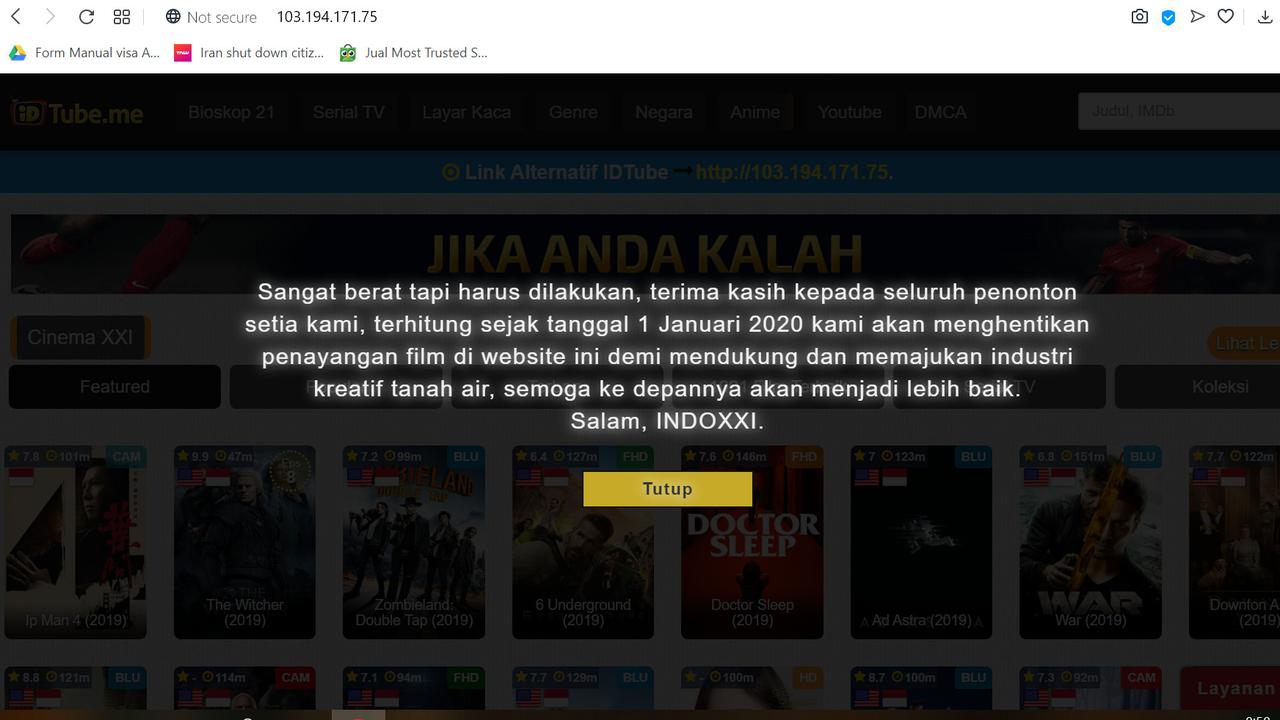 Not secure 103.194.171.75
Form Manual visa A... Iran shut down citiz... Jual Most Trusted S...
iD Tube.me Bioskop 21 Serial TV Layar Kaca Genre Negara Anime Youtube DMCA Judul, IMDb
Link Alternatif IDTube http://103.194.171.75.
JIKA ANDA KALAH
Sangat berat tapi harus dilakukan, terima kasih kepada seluruh penonton
setia kami, terhitung sejak tanggal 1 Januari 2020 kami akan menghentikan
penayangan film di website ini demi mendukung dan memajukan industri
kreatif tanah air, semoga ke depannya akan menjadi lebih baik.
Salam, INDOXXI.
Tutup
Cinema XXI Lihat Le
Featured TV Koleksi
7.8 101m CAM 9.9 47m 7.2 99m BLU 6.4 127m FHD 7.6 146m FHD 7 123m BLU 6.8 151m BLU 7.7 122m
EPS
8
ZOMBIELAND
DOUBLE TAP
DOCTOR
SLEEP
WAR
Ip Man 4 (2019)
The Witcher
(2019)
Zombieland:
Double Tap (2019)
6 Underground
(2019)
Doctor Sleep
(2019)
Ad Astra (2019)
War (2019)
Downton A
(2019)
8.8 121m BLU - 114m CAM 7.1 94m FHD 7.7 129m BLU - 100m HD 8.7 100m BLU 7.3 92m CAM
Layanan